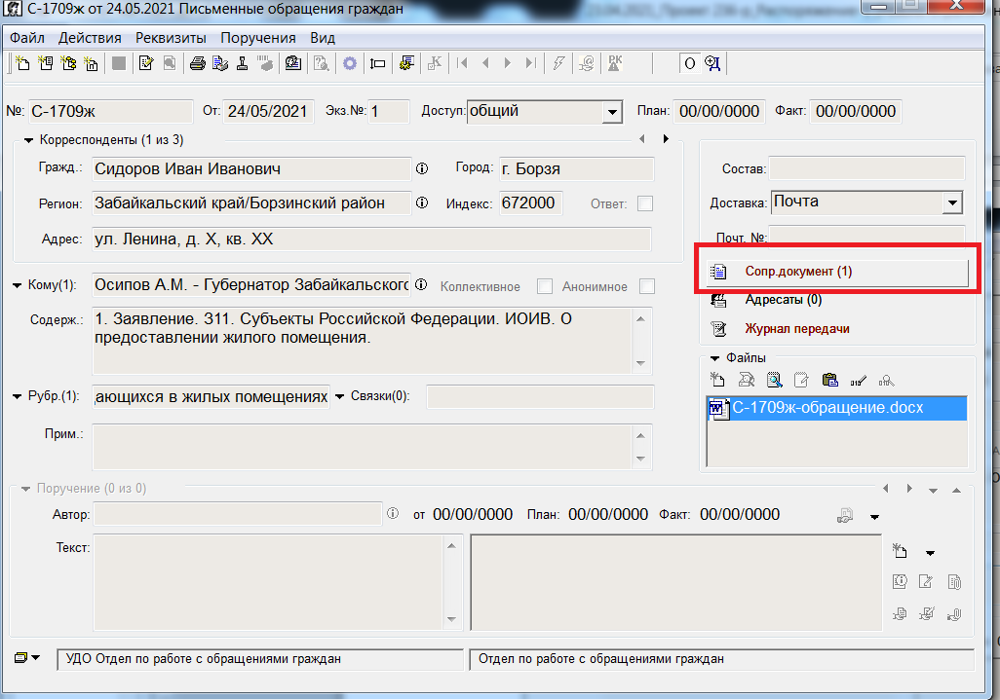 С-1709ж от 24.05.2021 Письменные обращения граждан
Файл Действия Реквизиты Поручения Вид
№: С-1709ж От: 24/05/2021 Экз.№: 1 Доступ: общий План: 00/00/0000 Факт: 00/00/0000
Корреспонденты (1 из 3)
Гражд.: Сидоров Иван Иванович Город: г. Борзя
Регион: Забайкальский край/Борзинский район Индекс: 672000 Ответ:
Адрес: ул. Ленина, д. Х, кв. ХХ
Состав:
Доставка: Почта
Почт. №:
Сопр.документ (1)
Адресаты (0)
Журнал передачи
Кому(1): Осипов А.М. - Губернатор Забайкальского Коллективное Анонимное
Содерж.: 1. Заявление. 311. Субъекты Российской Федерации. ИОИВ. О
предоставлении жилого помещения.
Рубр.(1): ающихся в жилых помещениях Связки(0):
Прим.:
Файлы
С-1709ж-обращение.docx
Поручение (0 из 0)
Автор: от 00/00/0000 План: 00/00/0000 Факт: 00/00/0000
Текст:
УДО Отдел по работе с обращениями граждан Отдел по работе с обращениями граждан